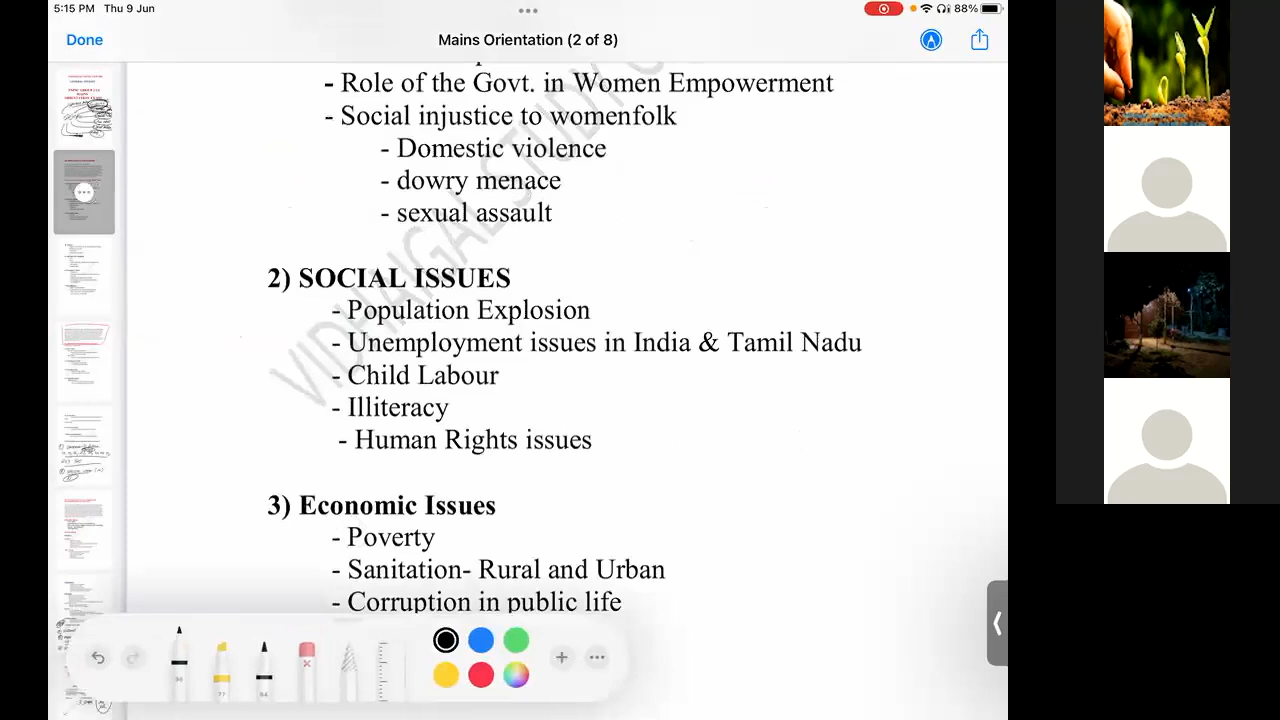 5:15 PM Thu 9 Jun
88%
Done
Mains Orientation (2 of 8)
- Role of the Govt. in Women Empowerment
- Social injustice to womenfolk
- Domestic violence
- dowry menace
- sexual assault
2) SOCIAL ISSUES
- Population Explosion
- Unemployment issues in India & Tamil Nadu
- Child Labour
- Illiteracy
- Human Rights issues
3) Economic Issues
- Poverty
- Sanitation- Rural and Urban
- Corruption in public life